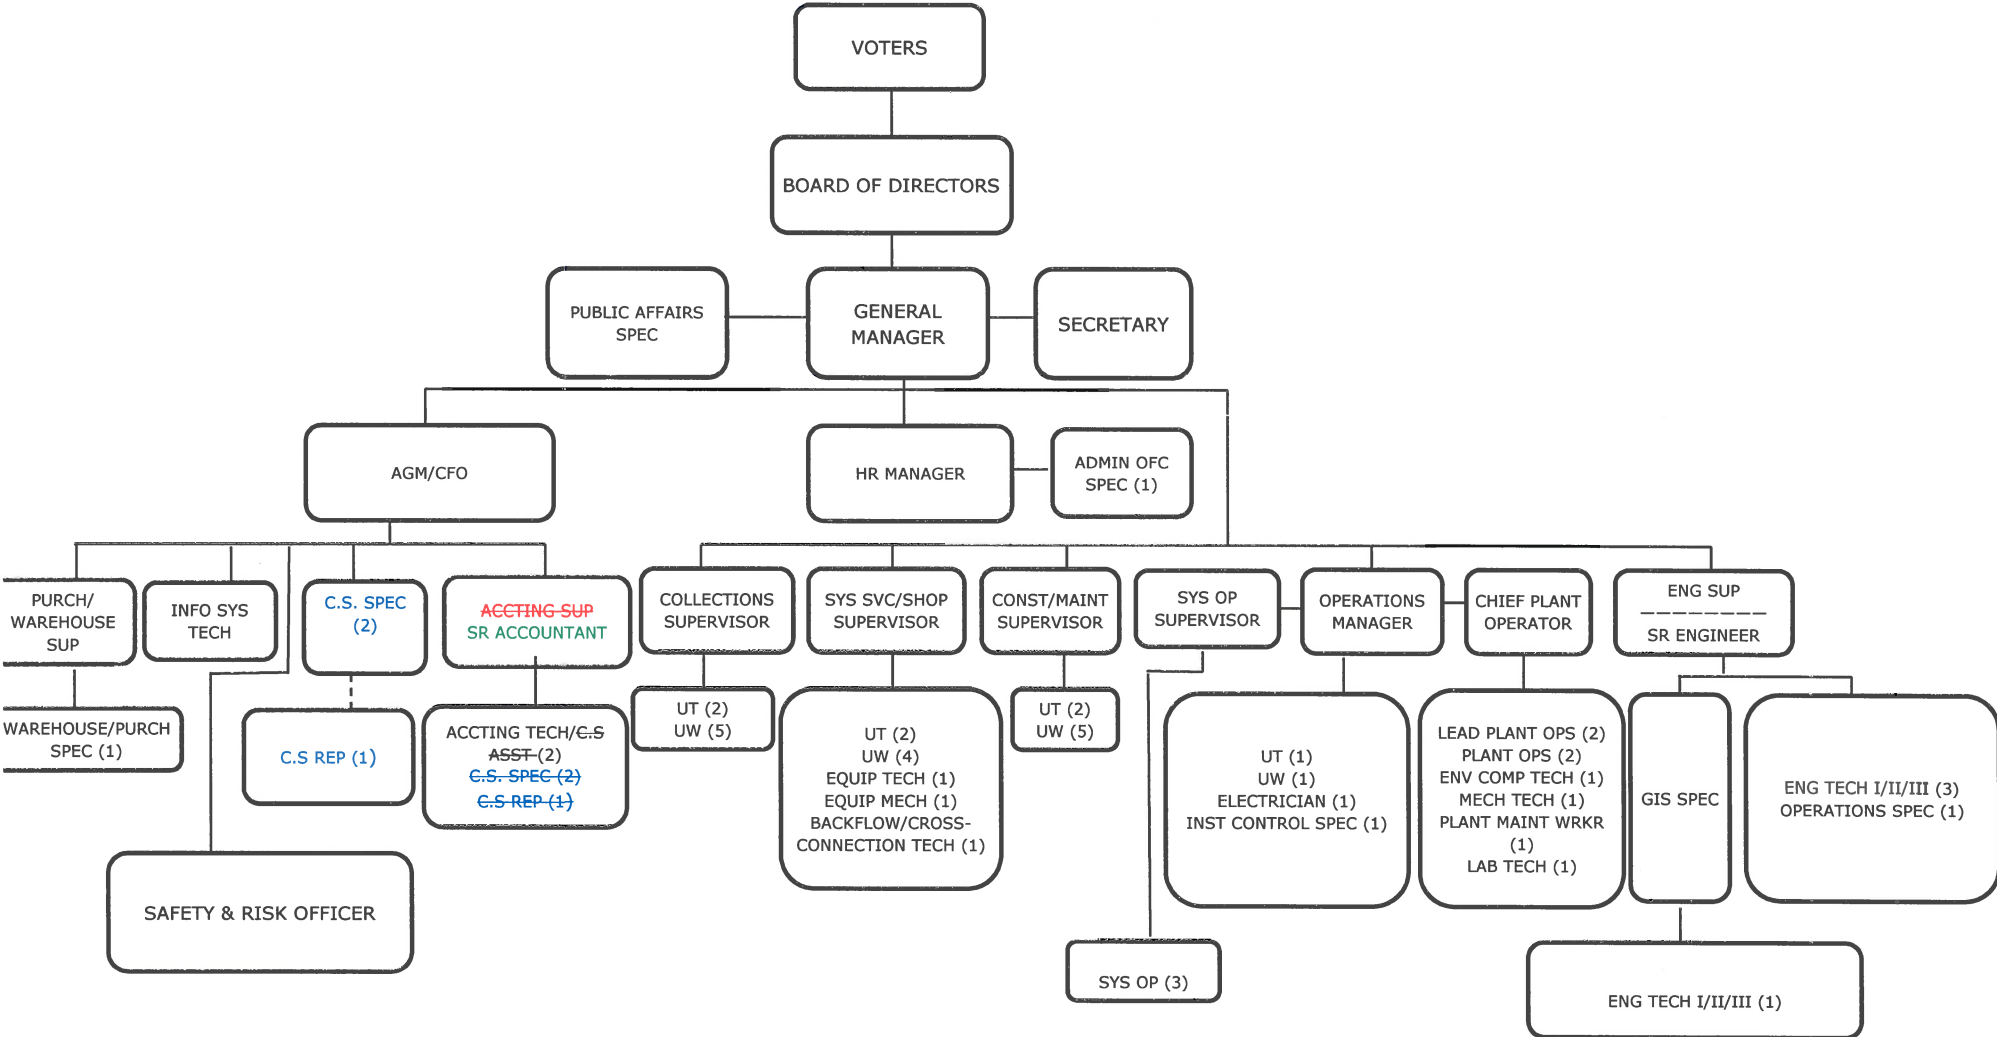 VOTERS
BOARD OF DIRECTORS
PUBLIC AFFAIRS
SPEC
GENERAL
MANAGER
SECRETARY
AGM/CFO
HR MANAGER
ADMIN OFC
SPEC (1)
PURCH/
WAREHOUSE
SUP
INFO SYS
TECH
C.S. SPEC
(2)
ACCTING SUP
SR ACCOUNTANT
COLLECTIONS
SUPERVISOR
SYS SVC/SHOP
SUPERVISOR
CONST/MAINT
SUPERVISOR
SYS OP
SUPERVISOR
OPERATIONS
MANAGER
CHIEF PLANT
OPERATOR
ENG SUP
_ _ _ _ _ _ _ _ _
SR ENGINEER
WAREHOUSE/PURCH
SPEC (1)
C.S REP (1)
ACCTING TECH/C.S
ASST (2)
C.S. SPEC (2)
C.S REP (1)
UT (2)
UW (5)
UT (2)
UW (4)
EQUIP TECH (1)
EQUIP MECH (1)
BACKFLOW/CROSS-
CONNECTION TECH (1)
UT (2)
UW (5)
UT (1)
UW (1)
ELECTRICIAN (1)
INST CONTROL SPEC (1)
LEAD PLANT OPS (2)
PLANT OPS (2)
ENV COMP TECH (1)
MECH TECH (1)
PLANT MAINT WRKR
(1)
LAB TECH (1)
GIS SPEC
ENG TECH I/II/III (3)
OPERATIONS SPEC (1)
SAFETY & RISK OFFICER
SYS OP (3)
ENG TECH I/II/III (1)